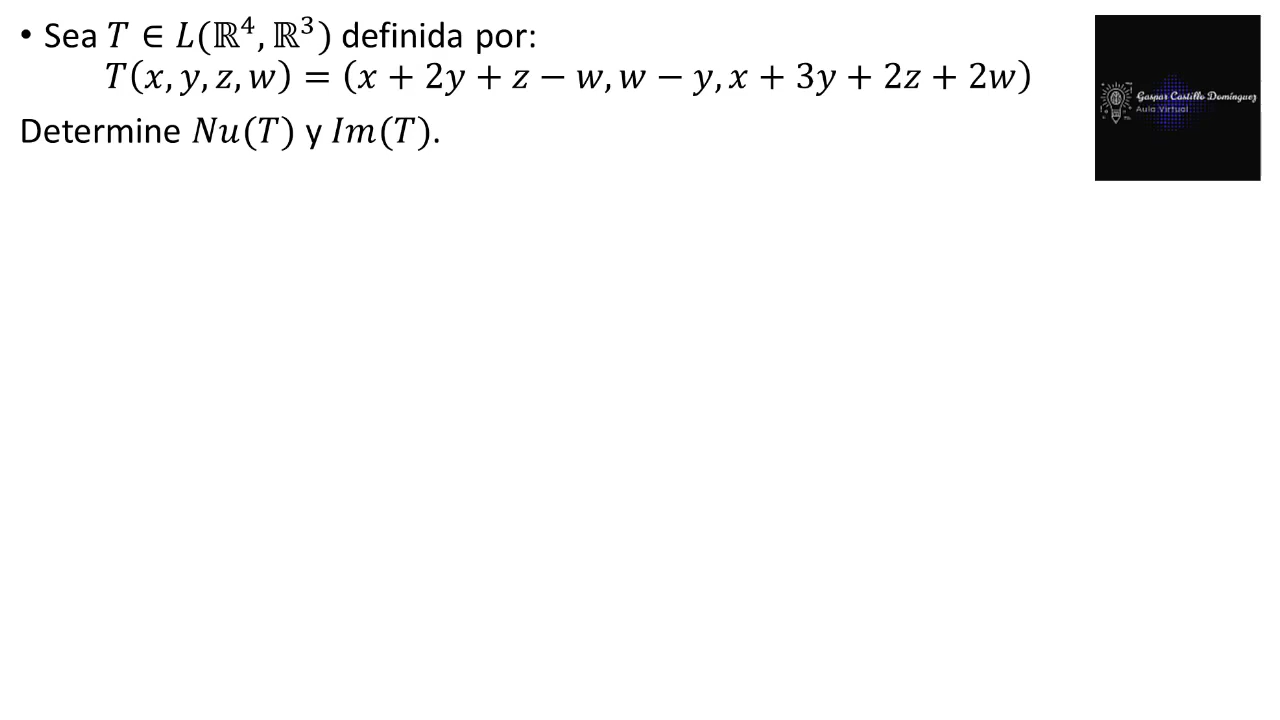 • Sea 𝑇 ∈ 𝐿(ℝ⁴, ℝ³) definida por:
𝑇(𝑥, 𝑦, 𝑧, 𝑤) = (𝑥 + 2𝑦 + 𝑧 − 𝑤, 𝑤 − 𝑦, 𝑥 + 3𝑦 + 2𝑧 + 2𝑤)
Determine 𝑁𝑢(𝑇) y 𝐼𝑚(𝑇).
Gaspar Castillo Domínguez
Aula Virtual